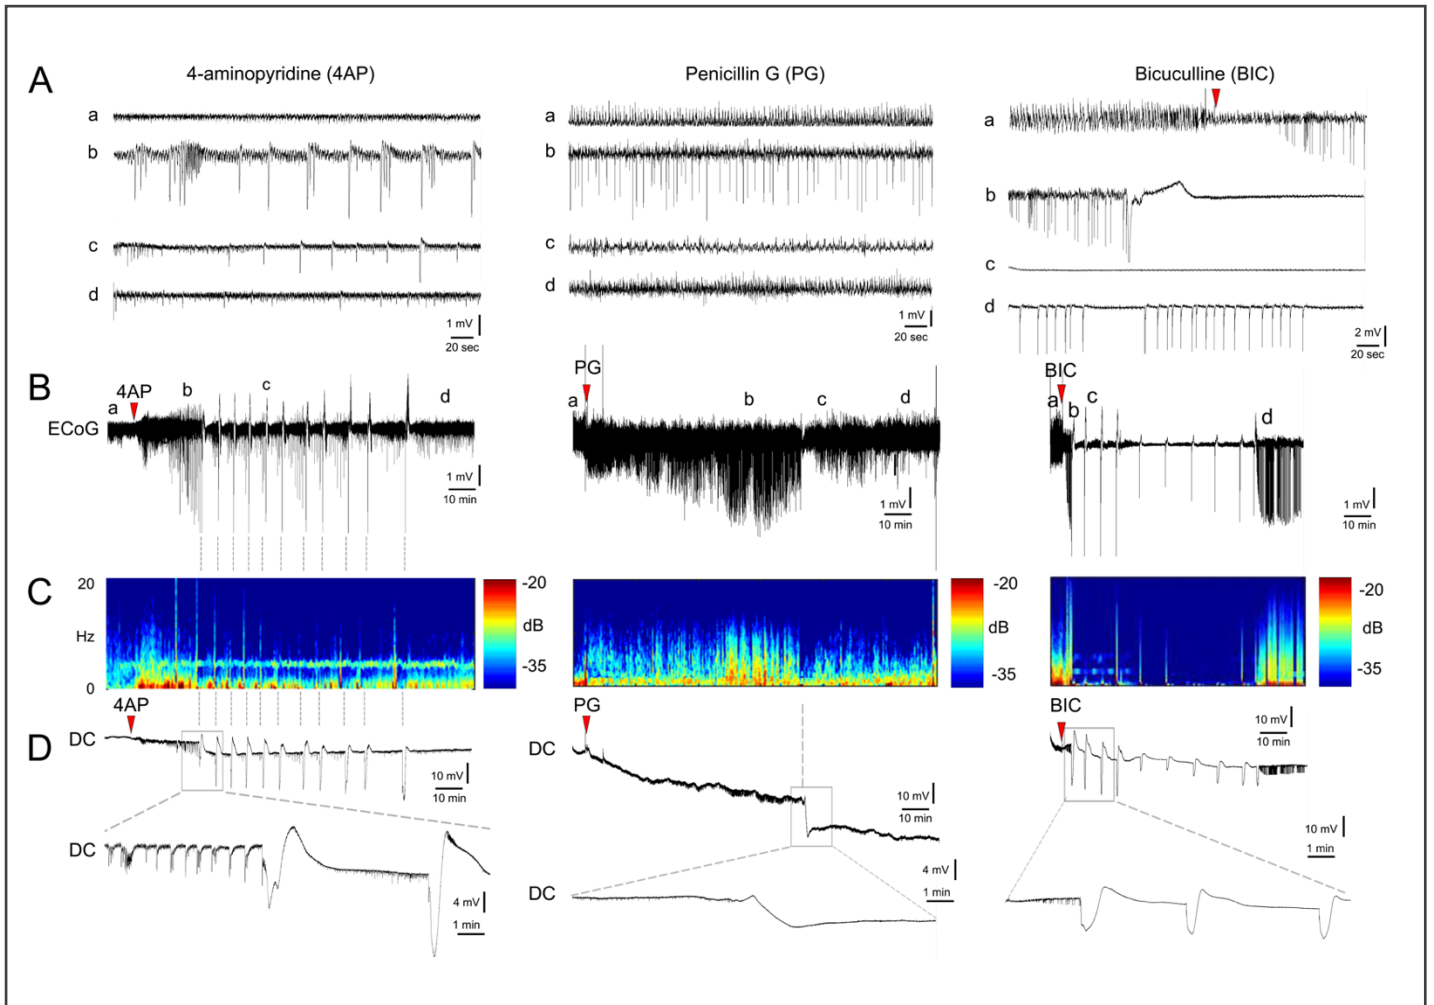 A
4-aminopyridine (4AP)
Penicillin G (PG)
Bicuculline (BIC)
a
b
c
d
1 mV
20 sec
a
b
c
d
1 mV
20 sec
a
b
c
d
2 mV
20 sec
B
ECoG
a
4AP
b
c
d
1 mV
10 min
PG
a
b
c
d
1 mV
10 min
BIC
a
b
c
d
1 mV
10 min
C
20
Hz
0
-20
dB
-35
-20
dB
-35
-20
dB
-35
D
4AP
DC
10 mV
10 min
DC
4 mV
1 min
PG
DC
10 mV
10 min
DC
4 mV
1 min
BIC
10 mV
10 min
10 mV
1 min